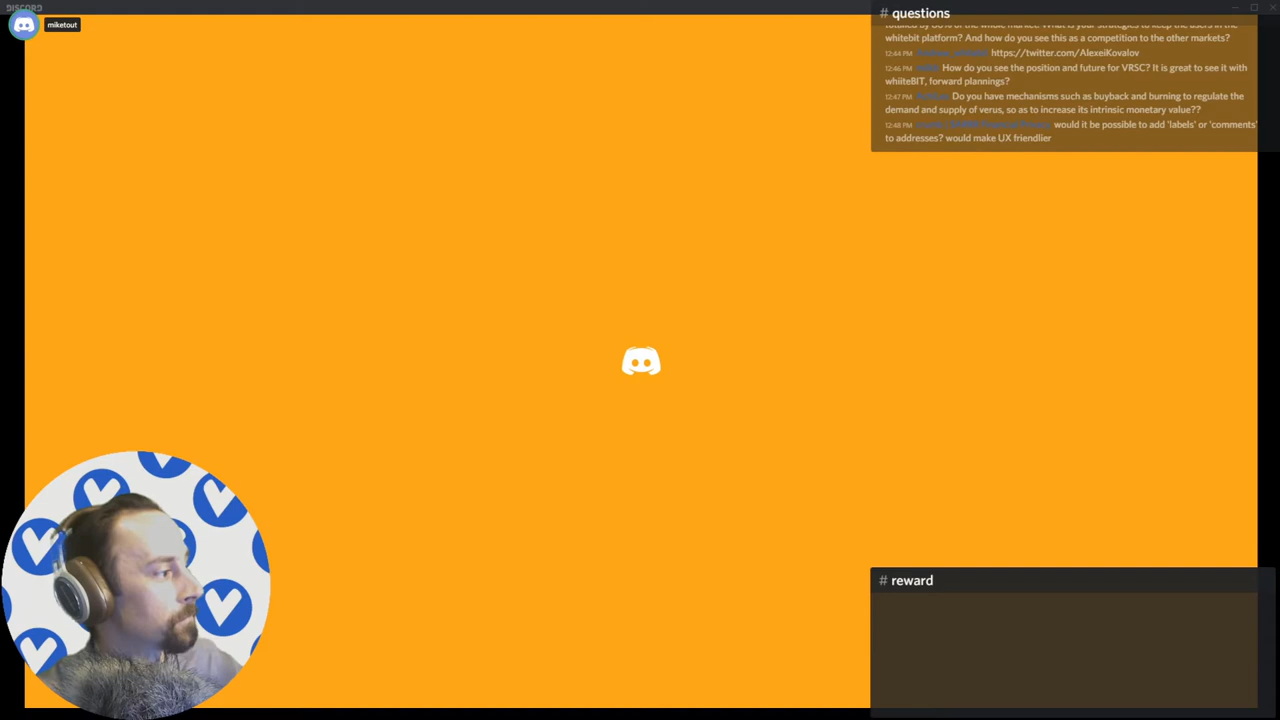 DISCORD
miketout
# questions
whitebit platform? And how do you see this as a competition to the other markets?
12:44 PM https://twitter.com/AlexeiKovalov
12:46 PM How do you see the position and future for VRSC? It is great to see it with
whiiteBIT, forward plannings?
12:47 PM Do you have mechanisms such as buyback and burning to regulate the
demand and supply of verus, so as to increase its intrinsic monetary value??
12:48 PM would it be possible to add 'labels' or 'comments'
to addresses? would make UX friendlier
# reward